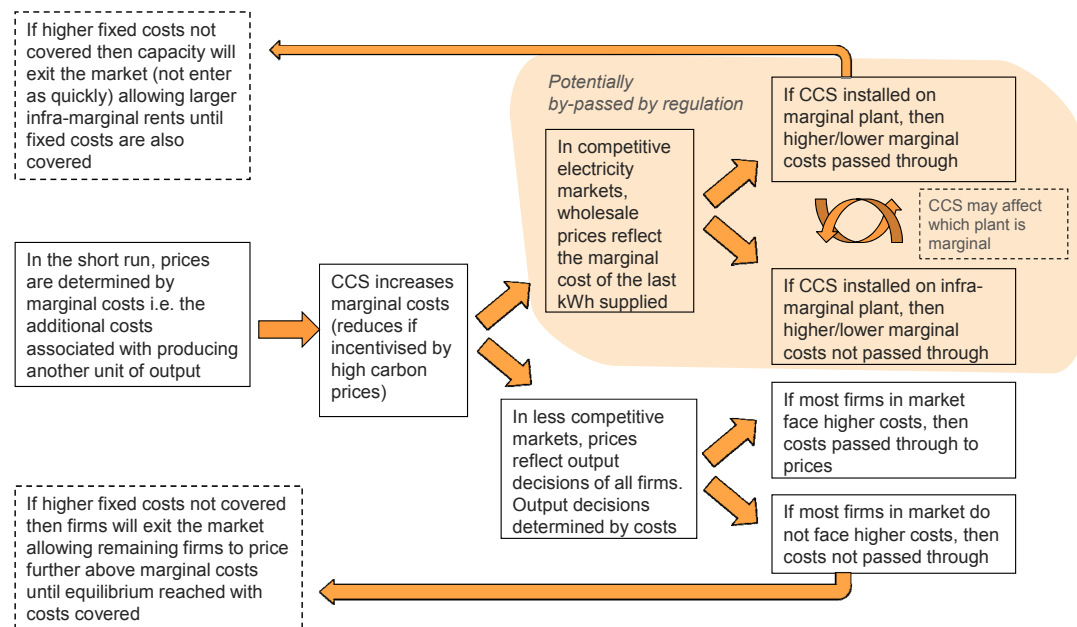 If higher fixed costs not
covered then capacity will
exit the market (not enter
as quickly) allowing larger
infra-marginal rents until
fixed costs are also
covered
Potentially
by-passed by regulation
If CCS installed on
marginal plant, then
higher/lower marginal
costs passed through
In competitive
electricity
markets,
wholesale
prices reflect
the marginal
cost of the last
kWh supplied
CCS may affect
which plant is
marginal
In the short run, prices
are determined by
marginal costs i.e. the
additional costs
associated with producing
another unit of output
CCS increases
marginal costs
(reduces if
incentivised by
high carbon
prices)
If CCS installed on infra-
marginal plant, then
higher/lower marginal
costs not passed through
In less competitive
markets, prices
reflect output
decisions of all firms.
Output decisions
determined by costs
If most firms in market
face higher costs, then
costs passed through to
prices
If most firms in market do
not face higher costs, then
costs not passed through
If higher fixed costs not covered
then firms will exit the market
allowing remaining firms to price
further above marginal costs
until equilibrium reached with
costs covered